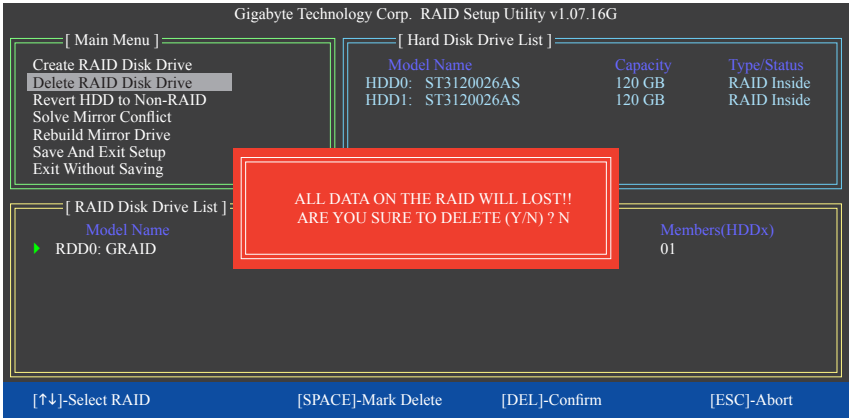 Gigabyte Technology Corp. RAID Setup Utility v1.07.16G
[ Main Menu ]
Create RAID Disk Drive
Delete RAID Disk Drive
Revert HDD to Non-RAID
Solve Mirror Conflict
Rebuild Mirror Drive
Save And Exit Setup
Exit Without Saving
[ Hard Disk Drive List ]
Model Name Capacity Type/Status
HDD0: ST3120026AS 120 GB RAID Inside
HDD1: ST3120026AS 120 GB RAID Inside
ALL DATA ON THE RAID WILL LOST!!
ARE YOU SURE TO DELETE (Y/N) ? N
[ RAID Disk Drive List ]
Model Name Members(HDDx)
RDD0: GRAID 01
[↑↓]-Select RAID [SPACE]-Mark Delete [DEL]-Confirm [ESC]-Abort